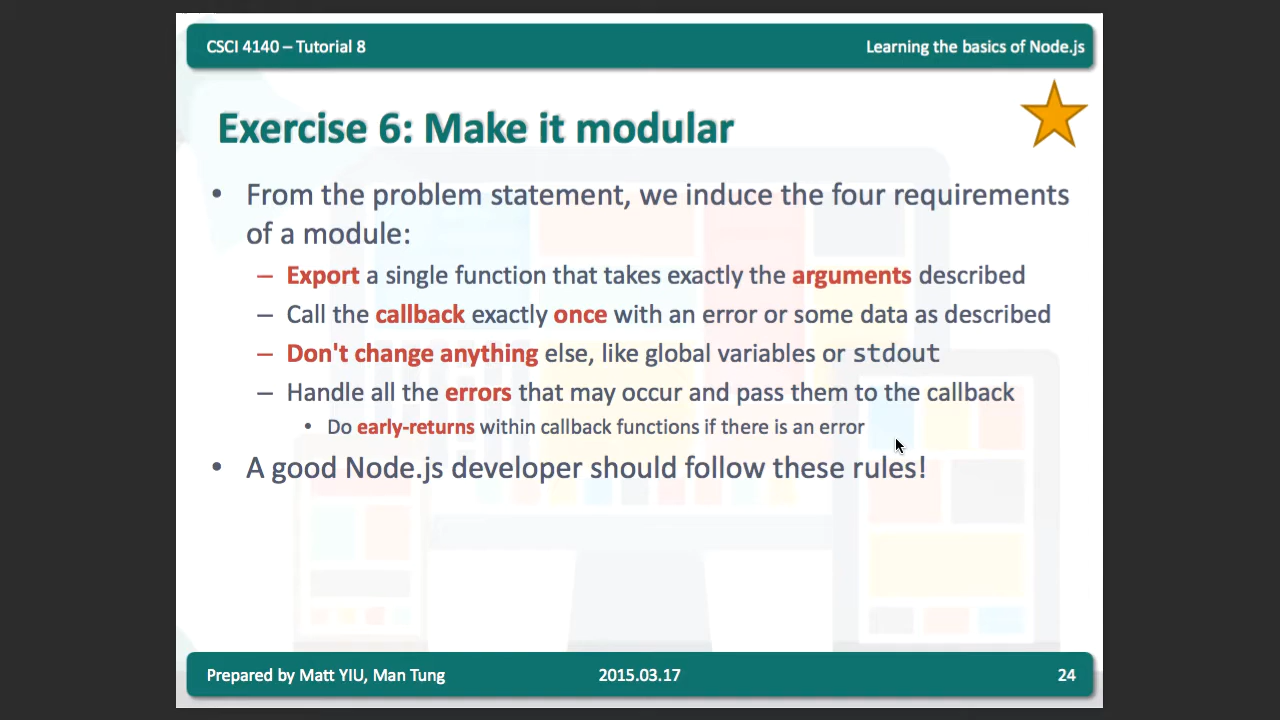 CSCI 4140 – Tutorial 8
Learning the basics of Node.js
Exercise 6: Make it modular
• From the problem statement, we induce the four requirements
of a module:
– Export a single function that takes exactly the arguments described
– Call the callback exactly once with an error or some data as described
– Don't change anything else, like global variables or stdout
– Handle all the errors that may occur and pass them to the callback
• Do early-returns within callback functions if there is an error
• A good Node.js developer should follow these rules!
Prepared by Matt YIU, Man Tung
2015.03.17
24